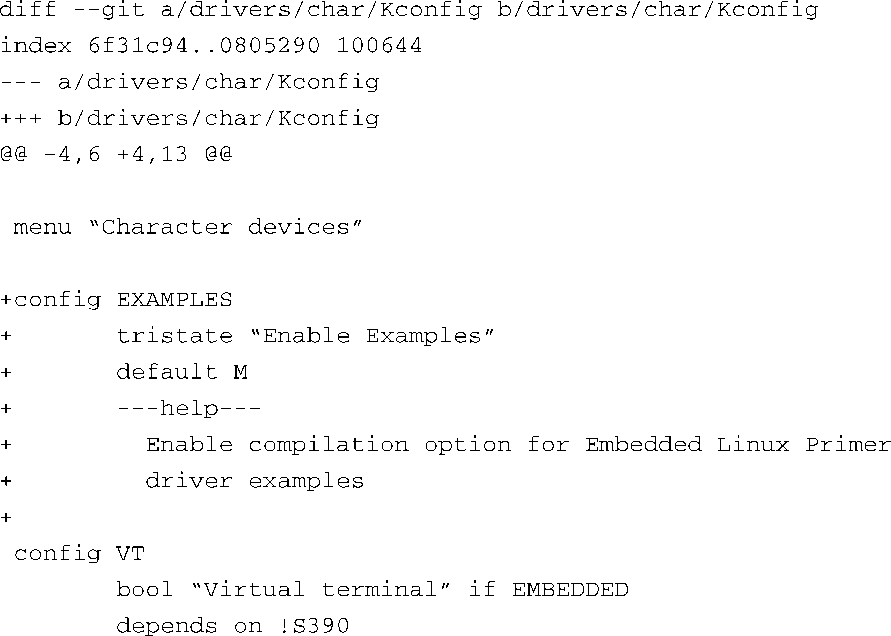 diff --git a/drivers/char/Kconfig b/drivers/char/Kconfig
index 6f31c94..0805290 100644
--- a/drivers/char/Kconfig
+++ b/drivers/char/Kconfig
@@ -4,6 +4,13 @@

 menu “Character devices”

+config EXAMPLES
+       tristate “Enable Examples”
+       default M
+       ---help---
+         Enable compilation option for Embedded Linux Primer
+         driver examples
+
 config VT
        bool “Virtual terminal” if EMBEDDED
        depends on !S390